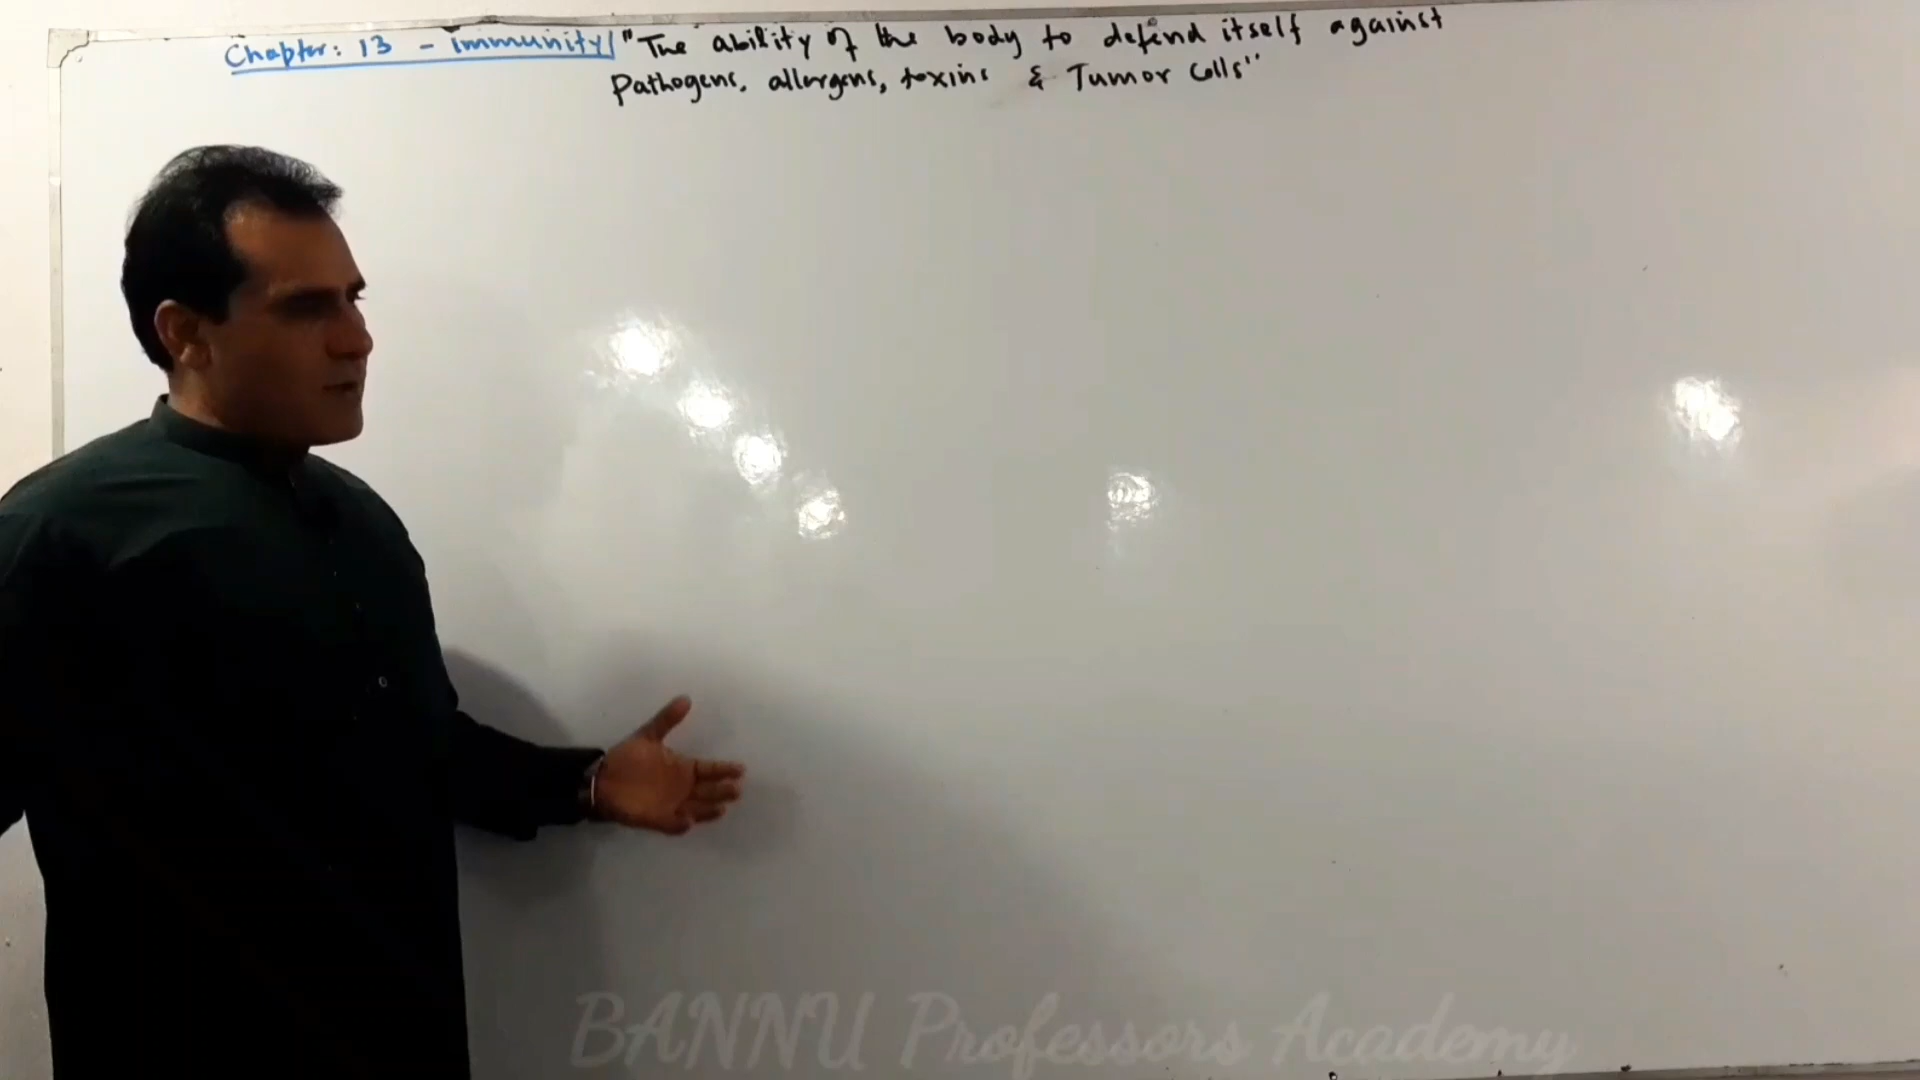 Chapter: 13 - immunity "The ability of the body to defend itself against
Pathogens, allergens, toxins & Tumor Cells"
BANNU Professors Academy